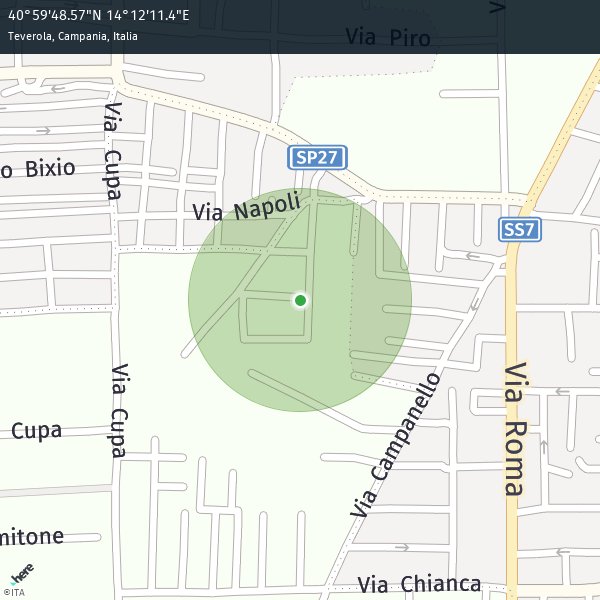 40°59'48.57"N 14°12'11.4"E
Teverola, Campania, Italia
Via Piro
V
Via Cupa
SP27
o Bixio
Via Napoli
SS7
Via Cupa
Via Campanello
Via Roma
Cupa
mitone
here
Via Chianca
©ITA